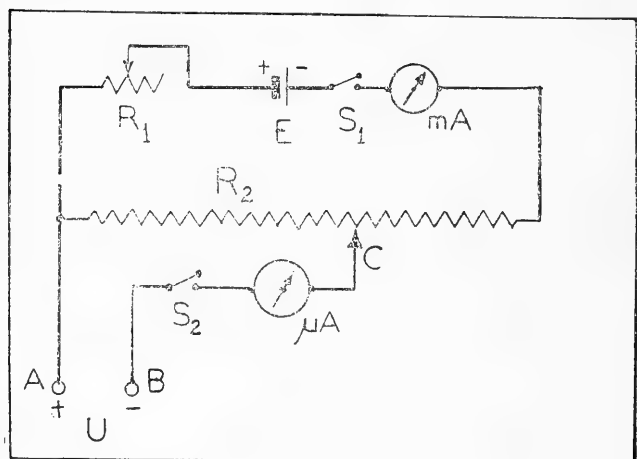 + -
R1 E S1 mA
R2
C
S2 μA
A B
+ -
U